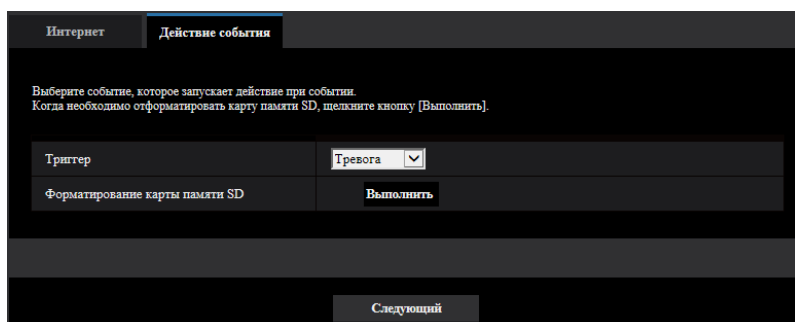 Интернет Действие события
Выберите событие, которое запускает действие при событии.
Когда необходимо отформатировать карту памяти SD, щелкните кнопку [Выполнить].
Триггер Тревога
Форматирование карты памяти SD Выполнить
Следующий